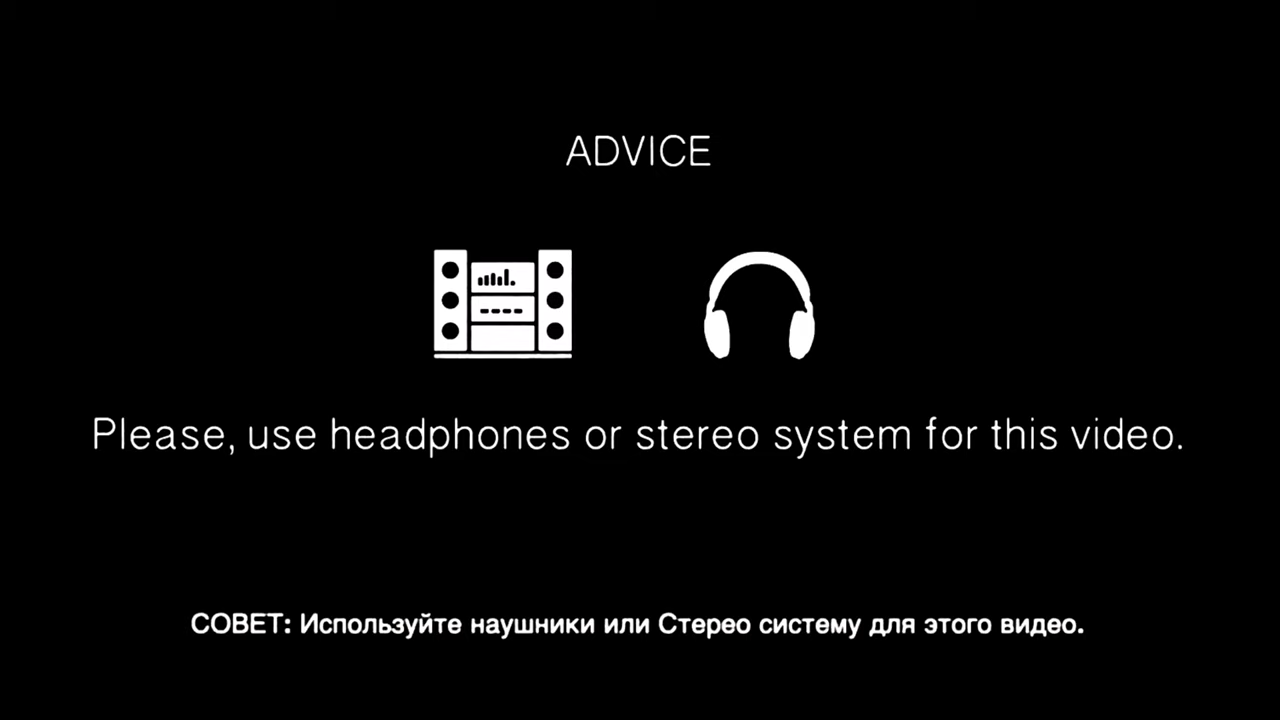 ADVICE
Please, use headphones or stereo system for this video.
СОВЕТ: Используйте наушники или Стерео систему для этого видео.